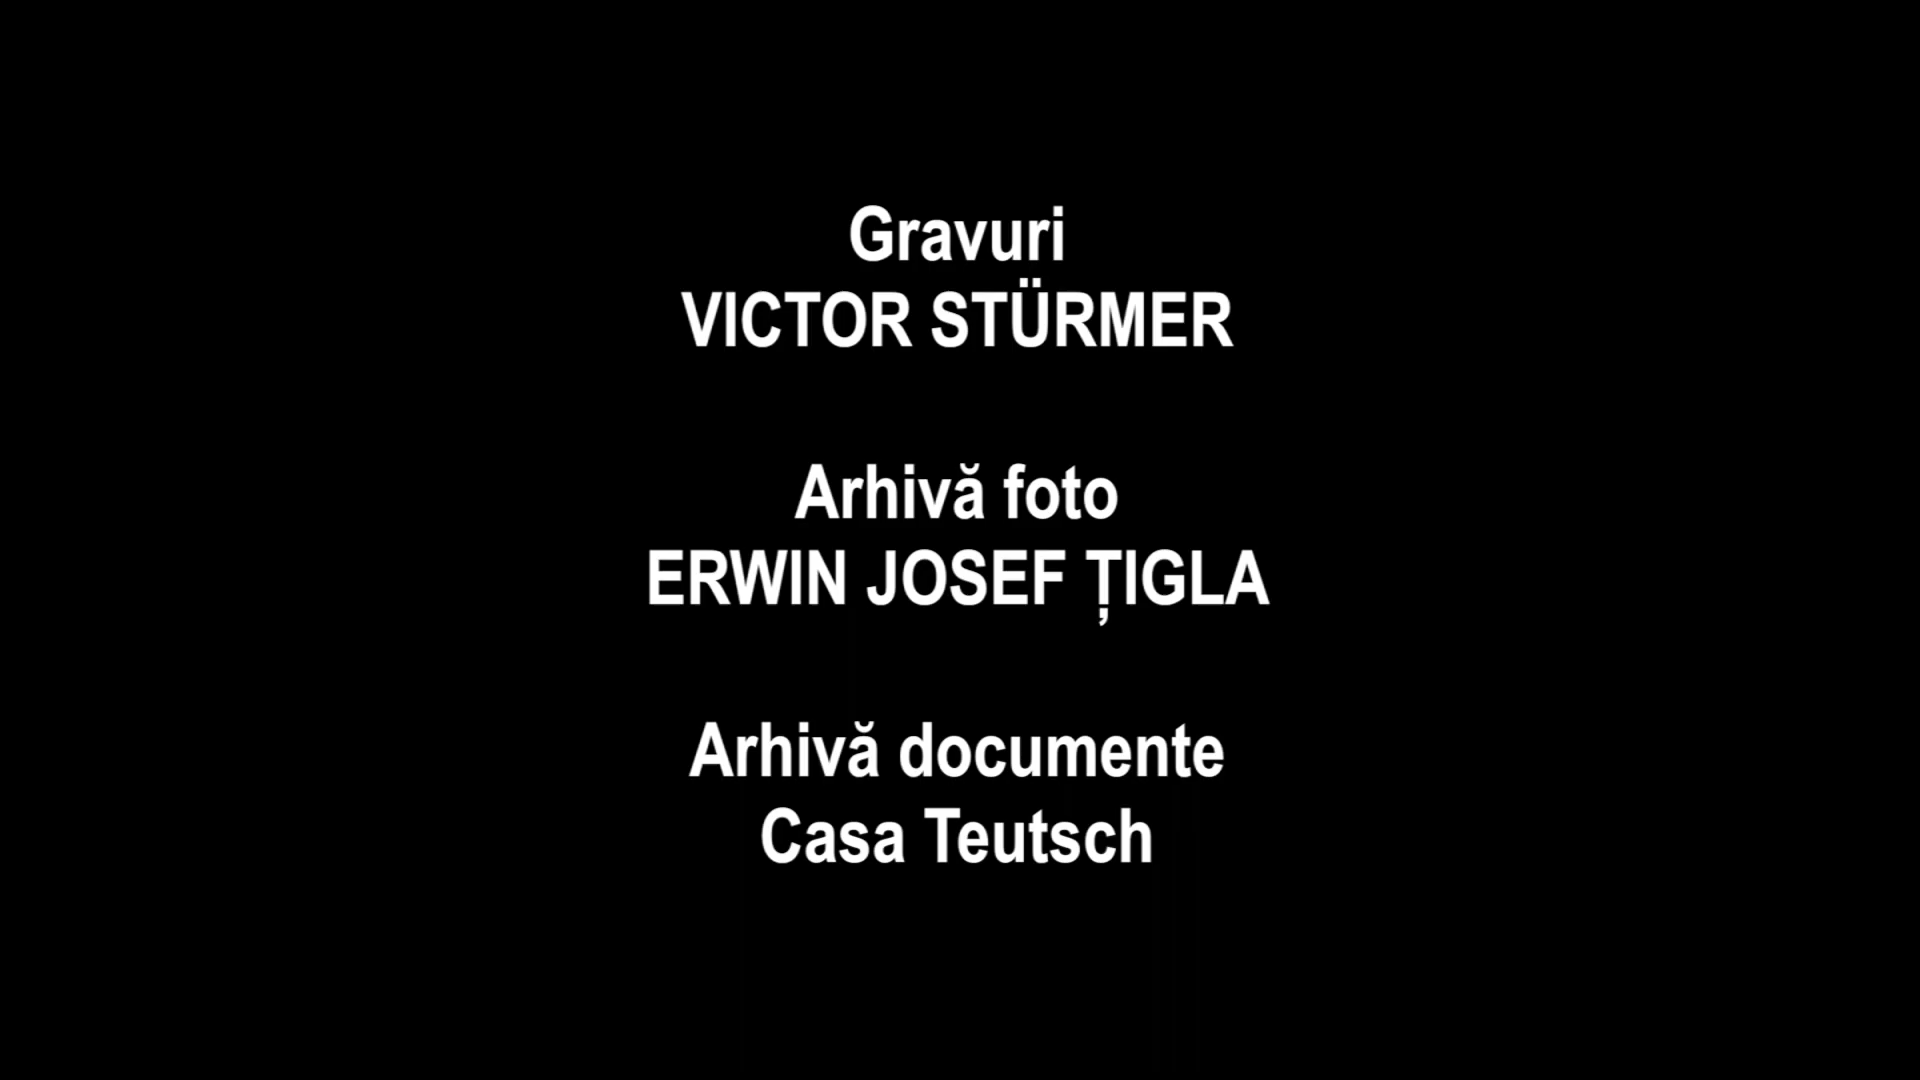 Gravuri
VICTOR STÜRMER
Arhivă foto
ERWIN JOSEF ȚIGLA
Arhivă documente
Casa Teutsch